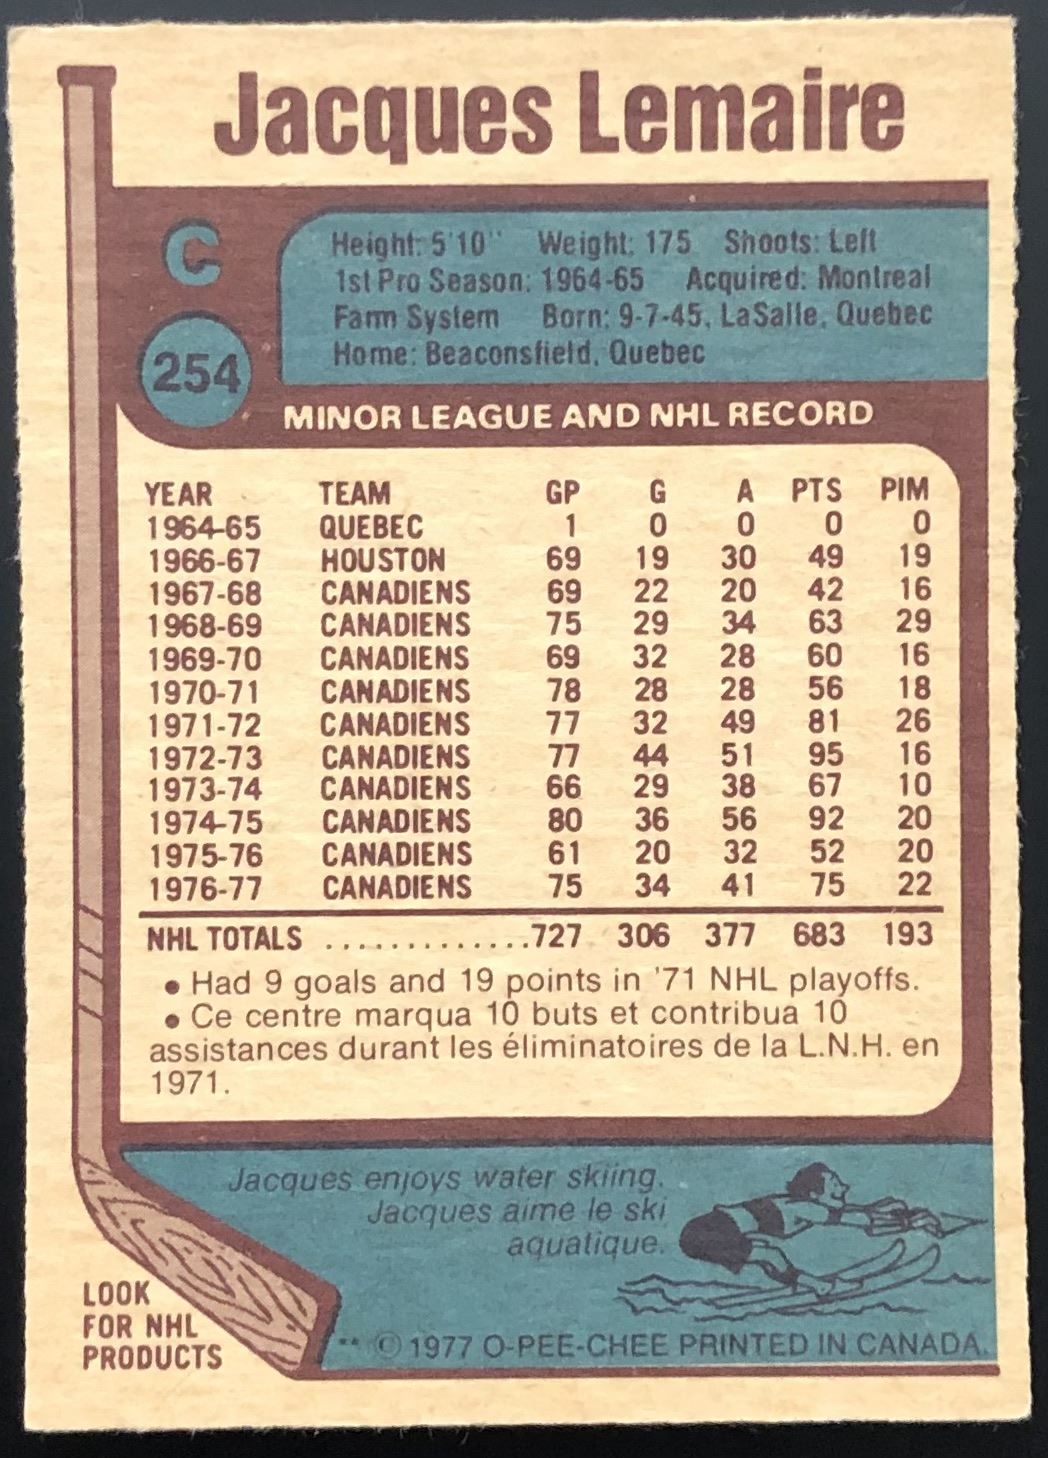 Jacques Lemaire
C
254
Height: 5'10" Weight: 175 Shoots: Left
1st Pro Season: 1964-65 Acquired: Montreal
Farm System Born: 9-7-45, LaSalle, Quebec
Home: Beaconsfield, Quebec
MINOR LEAGUE AND NHL RECORD
YEAR TEAM GP G A PTS PIM
1964-65 QUEBEC 1 0 0 0 0
1966-67 HOUSTON 69 19 30 49 19
1967-68 CANADIENS 69 22 20 42 16
1968-69 CANADIENS 75 29 34 63 29
1969-70 CANADIENS 69 32 28 60 16
1970-71 CANADIENS 78 28 28 56 18
1971-72 CANADIENS 77 32 49 81 26
1972-73 CANADIENS 77 44 51 95 16
1973-74 CANADIENS 66 29 38 67 10
1974-75 CANADIENS 80 36 56 92 20
1975-76 CANADIENS 61 20 32 52 20
1976-77 CANADIENS 75 34 41 75 22
NHL TOTALS ..............727 306 377 683 193
• Had 9 goals and 19 points in '71 NHL playoffs.
• Ce centre marqua 10 buts et contribua 10
assistances durant les éliminatoires de la L.N.H. en
1971.
Jacques enjoys water skiing.
Jacques aime le ski
aquatique.
LOOK
FOR NHL
PRODUCTS
** © 1977 O-PEE-CHEE PRINTED IN CANADA.